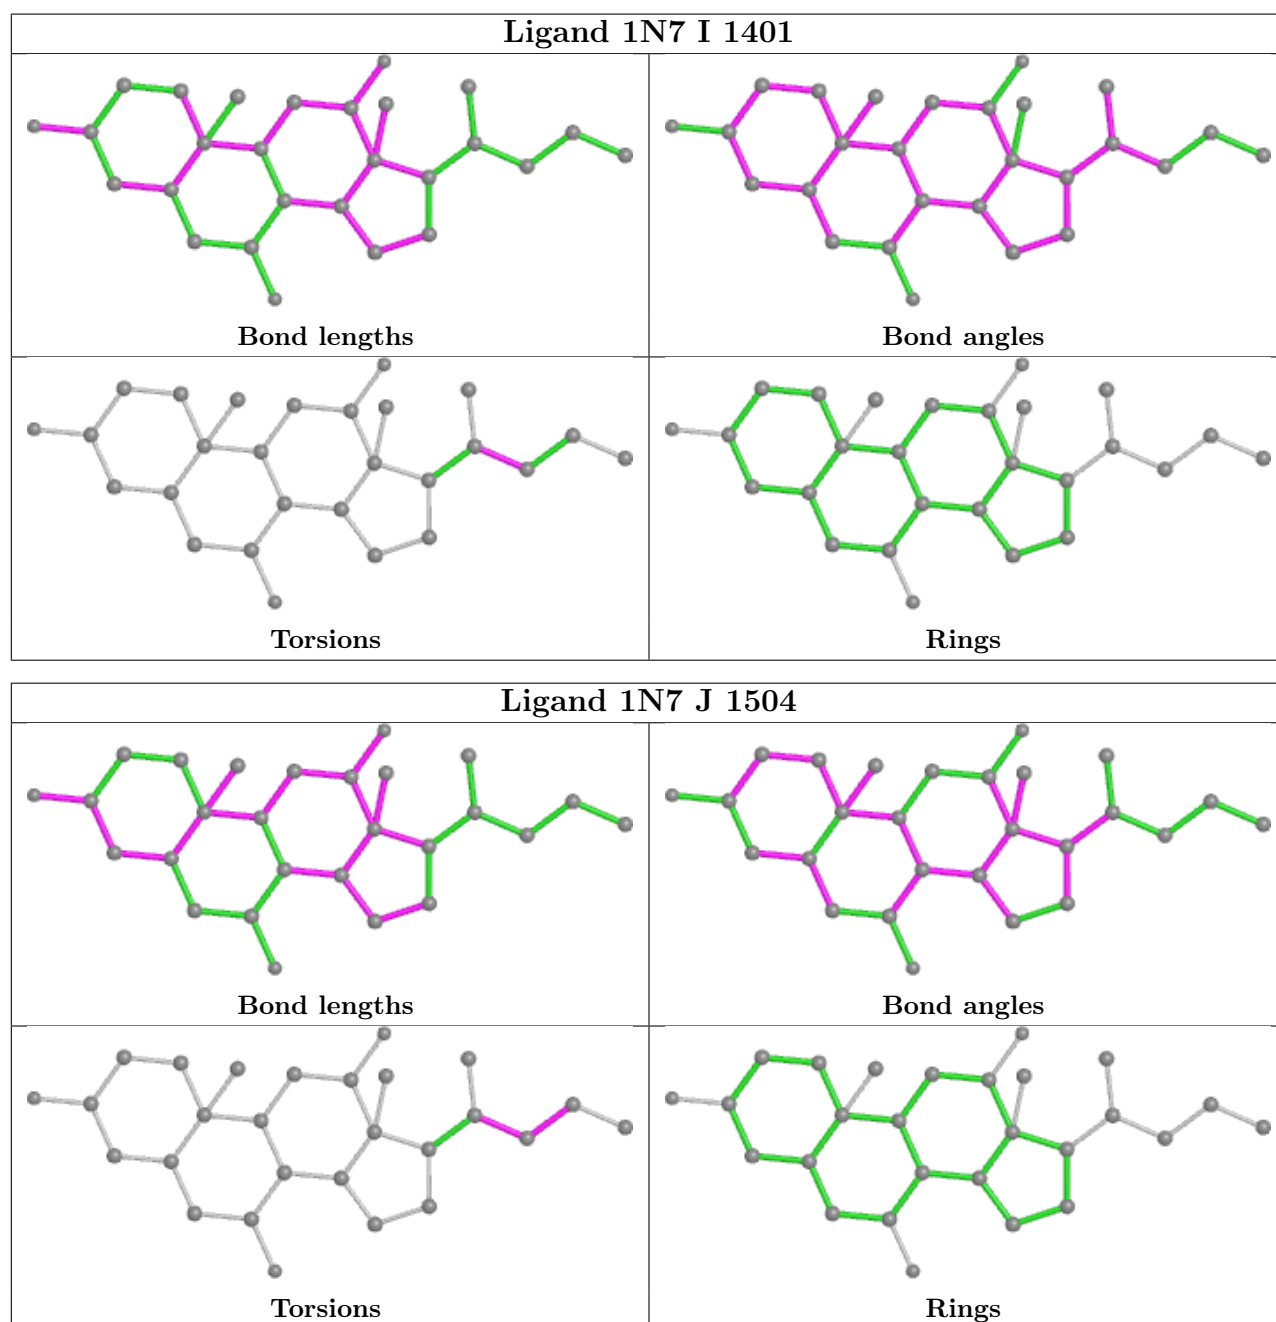 Ligand 1N7 I 1401
Bond lengths
Bond angles
Torsions
Rings
Ligand 1N7 J 1504
Bond lengths
Bond angles
Torsions
Rings